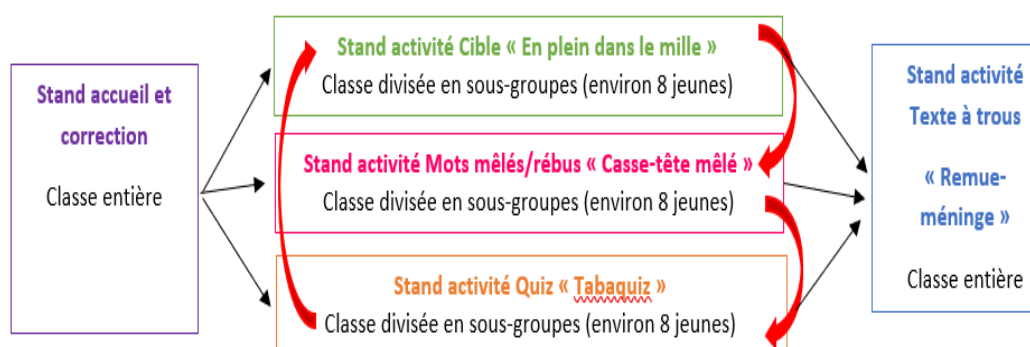 Stand accueil et
correction
Classe entière
Stand activité Cible « En plein dans le mille »
Classe divisée en sous-groupes (environ 8 jeunes)
Stand activité Mots mêlés/rébus « Casse-tête mêlé »
Classe divisée en sous-groupes (environ 8 jeunes)
Stand activité Quiz « Tabaquiz »
Classe divisée en sous-groupes (environ 8 jeunes)
Stand activité
Texte à trous
« Remue-
méninge »
Classe entière